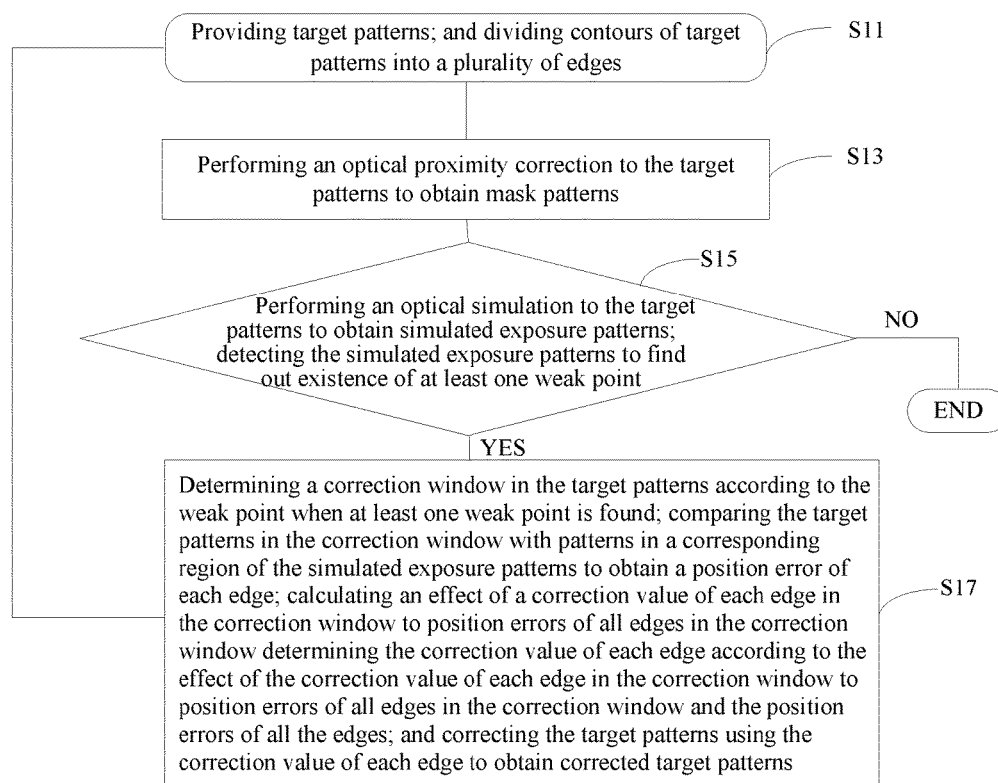 Providing target patterns; and dividing contours of target
patterns into a plurality of edges
S11
Performing an optical proximity correction to the target
patterns to obtain mask patterns
S13
S15
Performing an optical simulation to the target
patterns to obtain simulated exposure patterns;
detecting the simulated exposure patterns to find
out existence of at least one weak point
NO
END
YES
Determining a correction window in the target patterns according to the
weak point when at least one weak point is found; comparing the target
patterns in the correction window with patterns in a corresponding
region of the simulated exposure patterns to obtain a position error of
each edge; calculating an effect of a correction value of each edge in
the correction window to position errors of all edges in the correction
window determining the correction value of each edge according to the
effect of the correction value of each edge in the correction window to
position errors of all edges in the correction window and the position
errors of all the edges; and correcting the target patterns using the
correction value of each edge to obtain corrected target patterns
S17